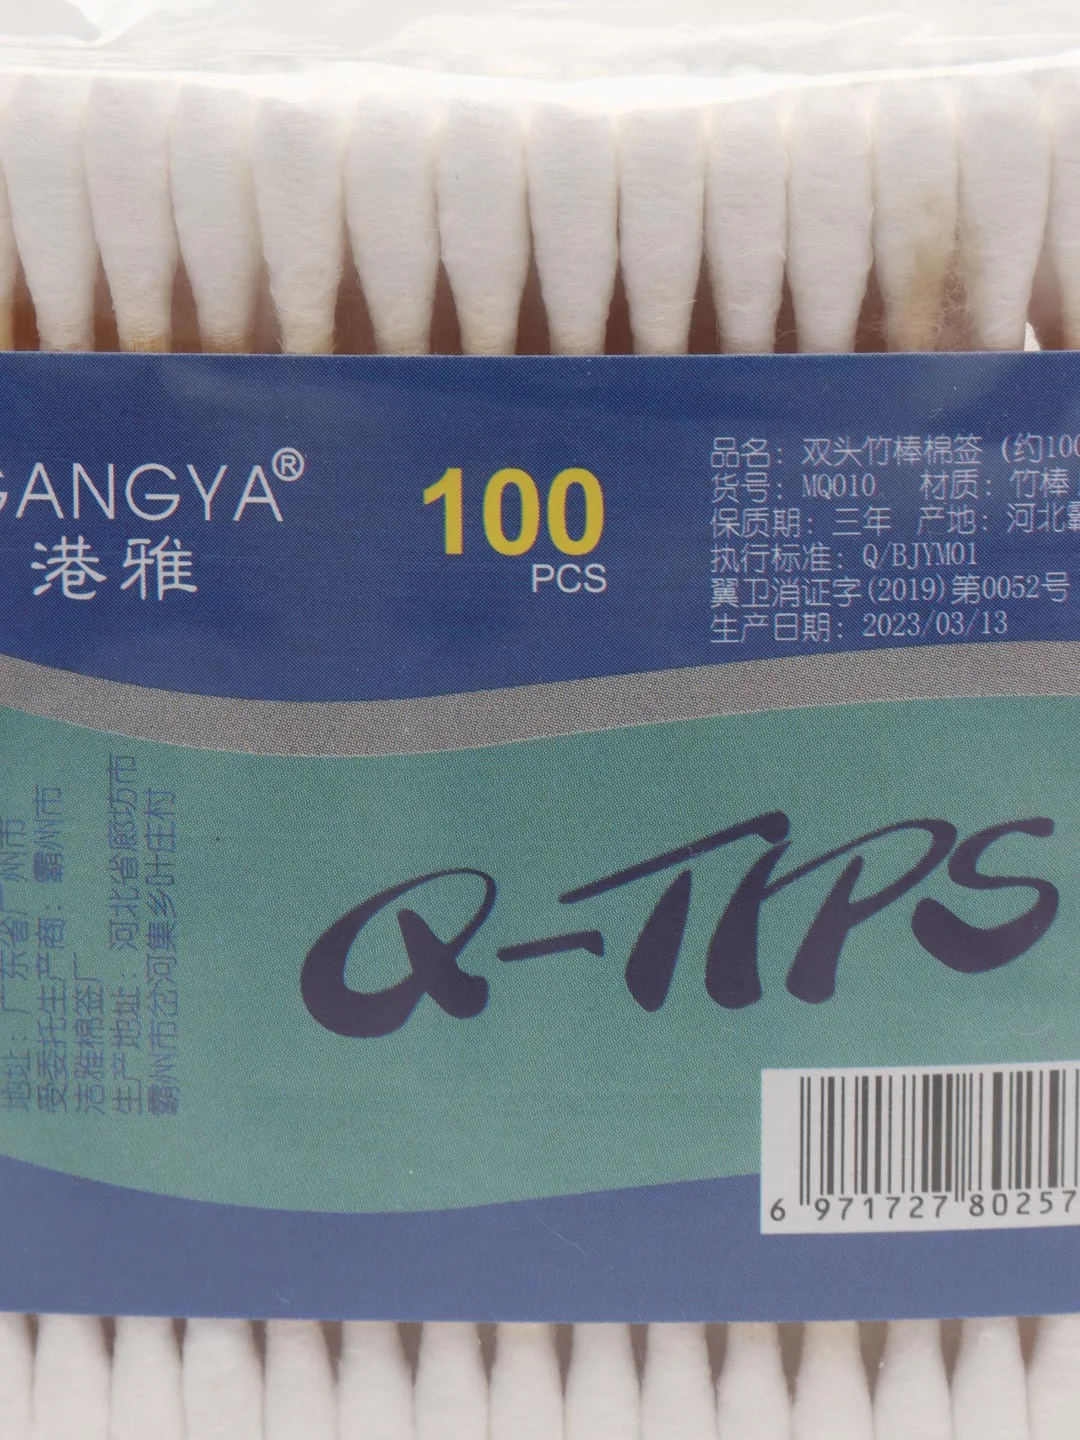 GANGYA®
港雅
100
PCS
品名：双头竹棒棉签（约100
货号：MQ010 材质：竹棒
保质期：三年 产地：河北霸
执行标准：Q/BJYM01
翼卫消证字(2019)第0052号
生产日期：2023/03/13
地址：广东省广州市
受委托生产商：霸州市
洁雅棉签厂
生产地址：河北省廊坊市
霸州市岔河集乡叶庄村
Q-TIPS
6 971727 80257